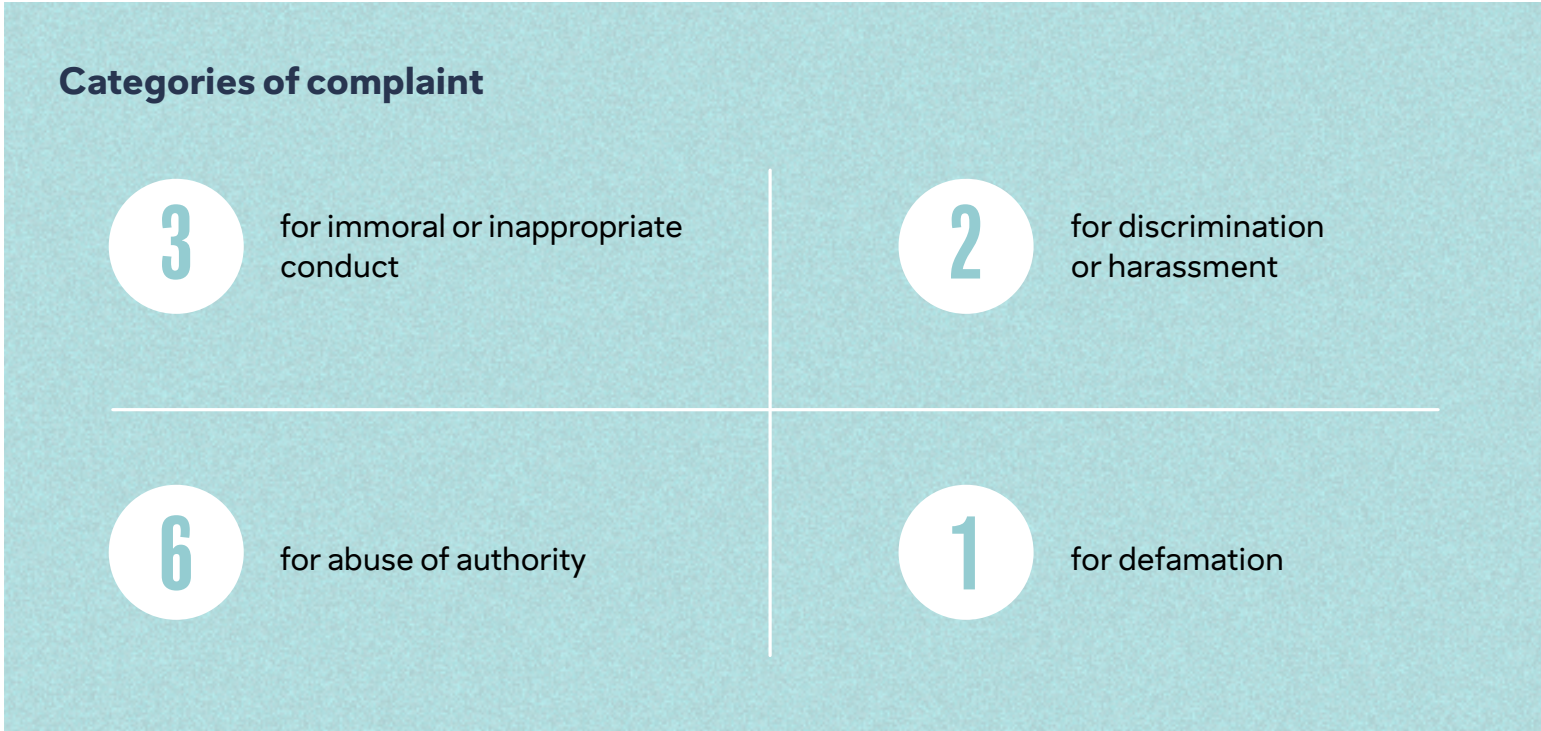 Categories of complaint
3
for immoral or inappropriate
conduct
2
for discrimination
or harassment
6
for abuse of authority
1
for defamation